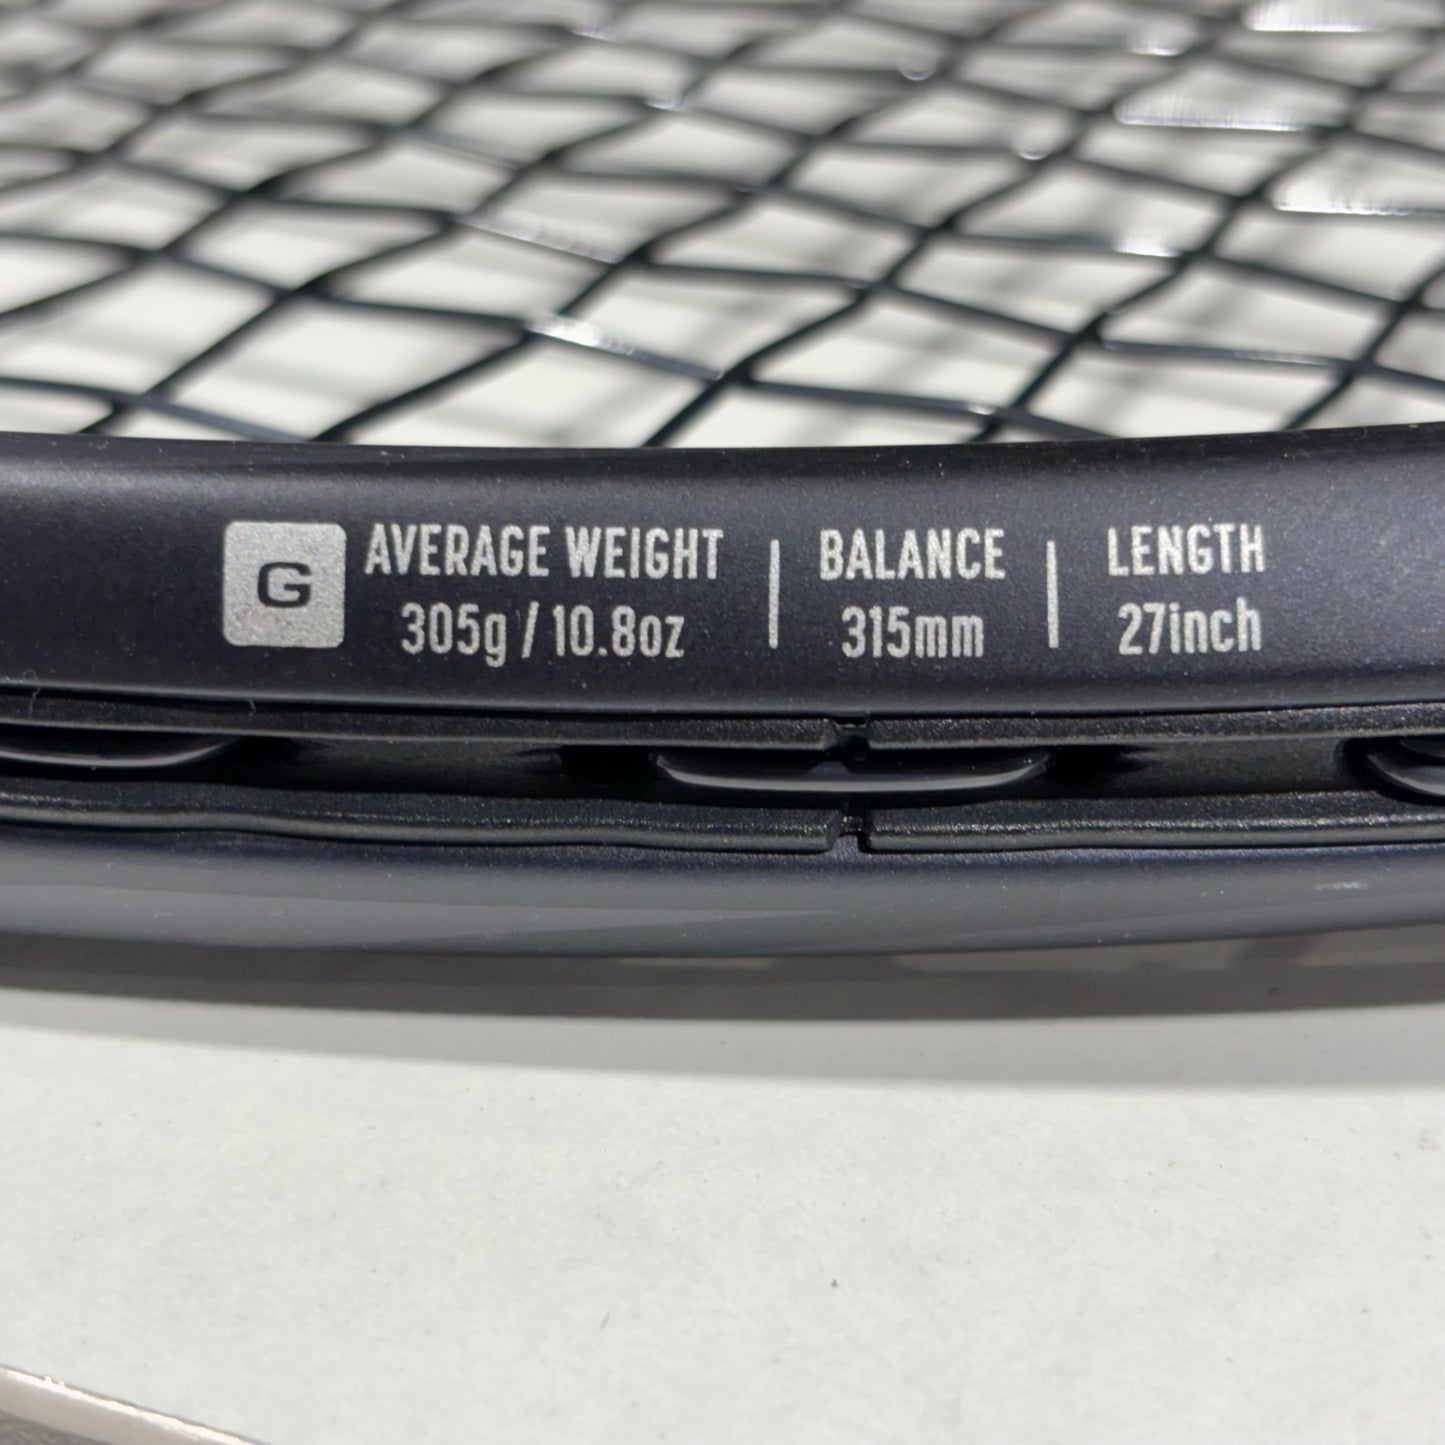 G
AVERAGE WEIGHT | BALANCE | LENGTH
305g / 10.8oz | 315mm | 27inch